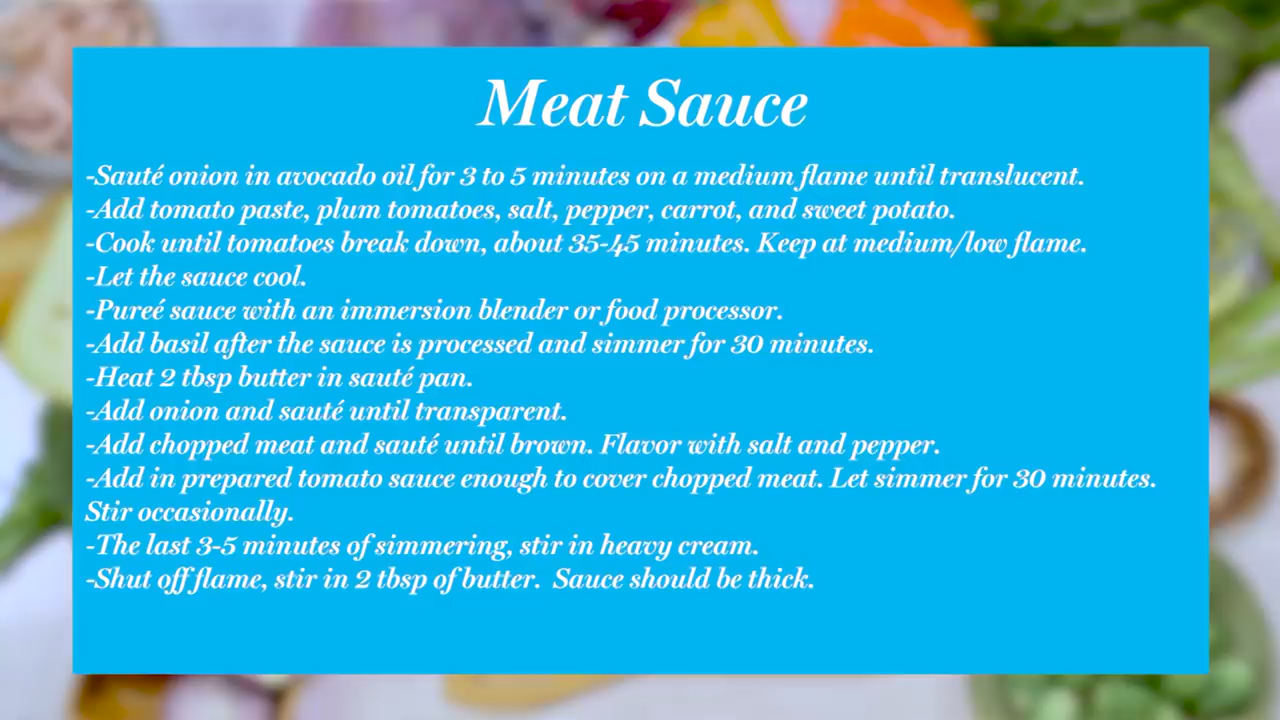 Meat Sauce
-Sauté onion in avocado oil for 3 to 5 minutes on a medium flame until translucent.
-Add tomato paste, plum tomatoes, salt, pepper, carrot, and sweet potato.
-Cook until tomatoes break down, about 35-45 minutes. Keep at medium/low flame.
-Let the sauce cool.
-Pureé sauce with an immersion blender or food processor.
-Add basil after the sauce is processed and simmer for 30 minutes.
-Heat 2 tbsp butter in sauté pan.
-Add onion and sauté until transparent.
-Add chopped meat and sauté until brown. Flavor with salt and pepper.
-Add in prepared tomato sauce enough to cover chopped meat. Let simmer for 30 minutes.
Stir occasionally.
-The last 3-5 minutes of simmering, stir in heavy cream.
-Shut off flame, stir in 2 tbsp of butter.  Sauce should be thick.